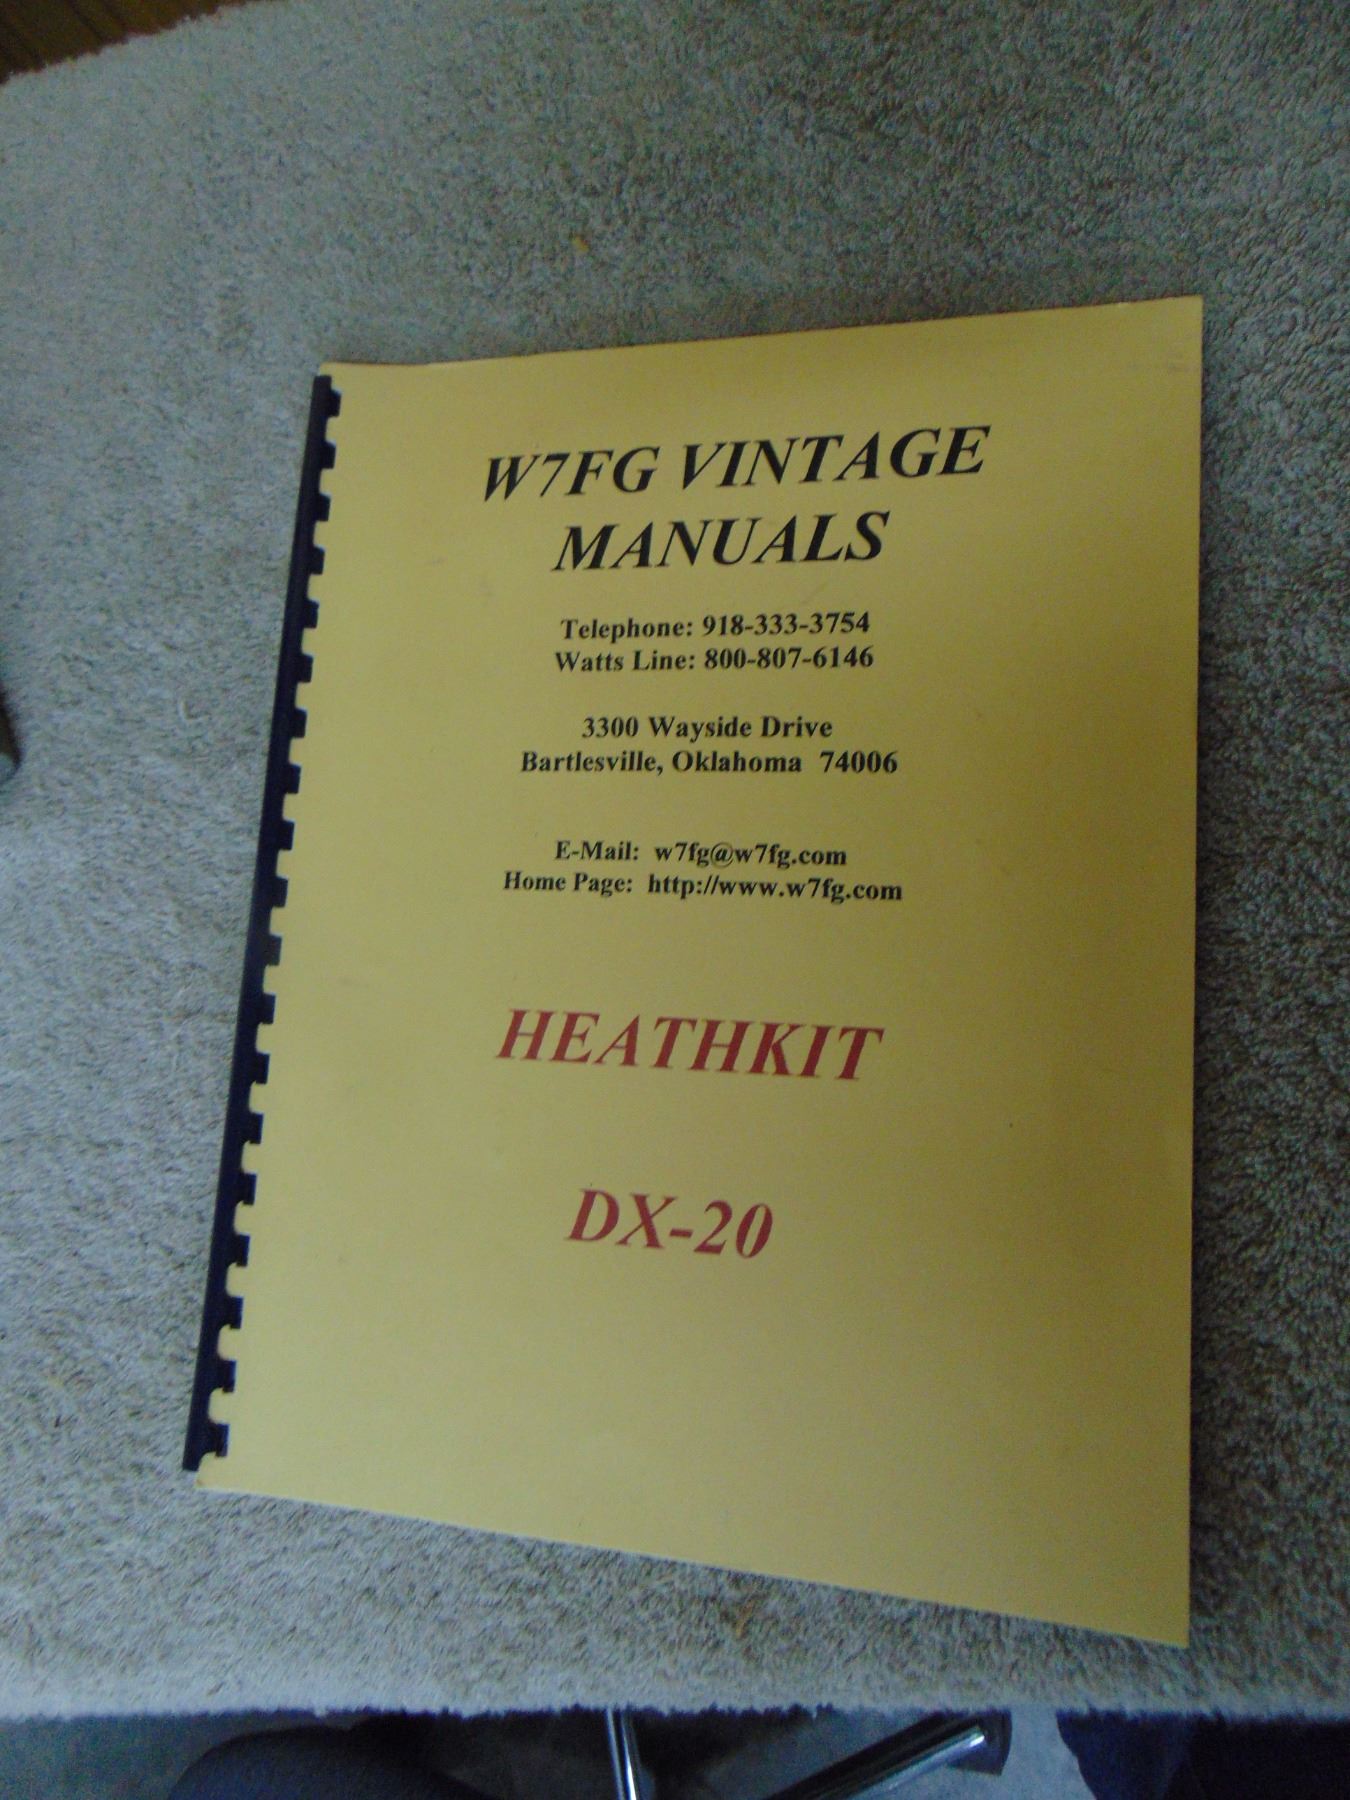 W7FG VINTAGE
MANUALS
Telephone: 918-333-3754
Watts Line: 800-807-6146
3300 Wayside Drive
Bartlesville, Oklahoma 74006
E-Mail: w7fg@w7fg.com
Home Page: http://www.w7fg.com
HEATHKIT
DX-20